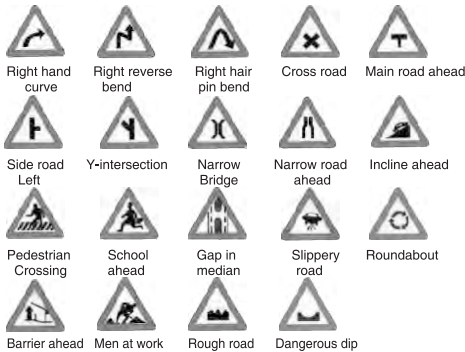 Right hand curve
Right reverse bend
Right hair pin bend
Cross road
Main road ahead
Side road Left
Y-intersection
Narrow Bridge
Narrow road ahead
Incline ahead
Pedestrian Crossing
School ahead
Gap in median
Slippery road
Roundabout
Barrier ahead
Men at work
Rough road
Dangerous dip